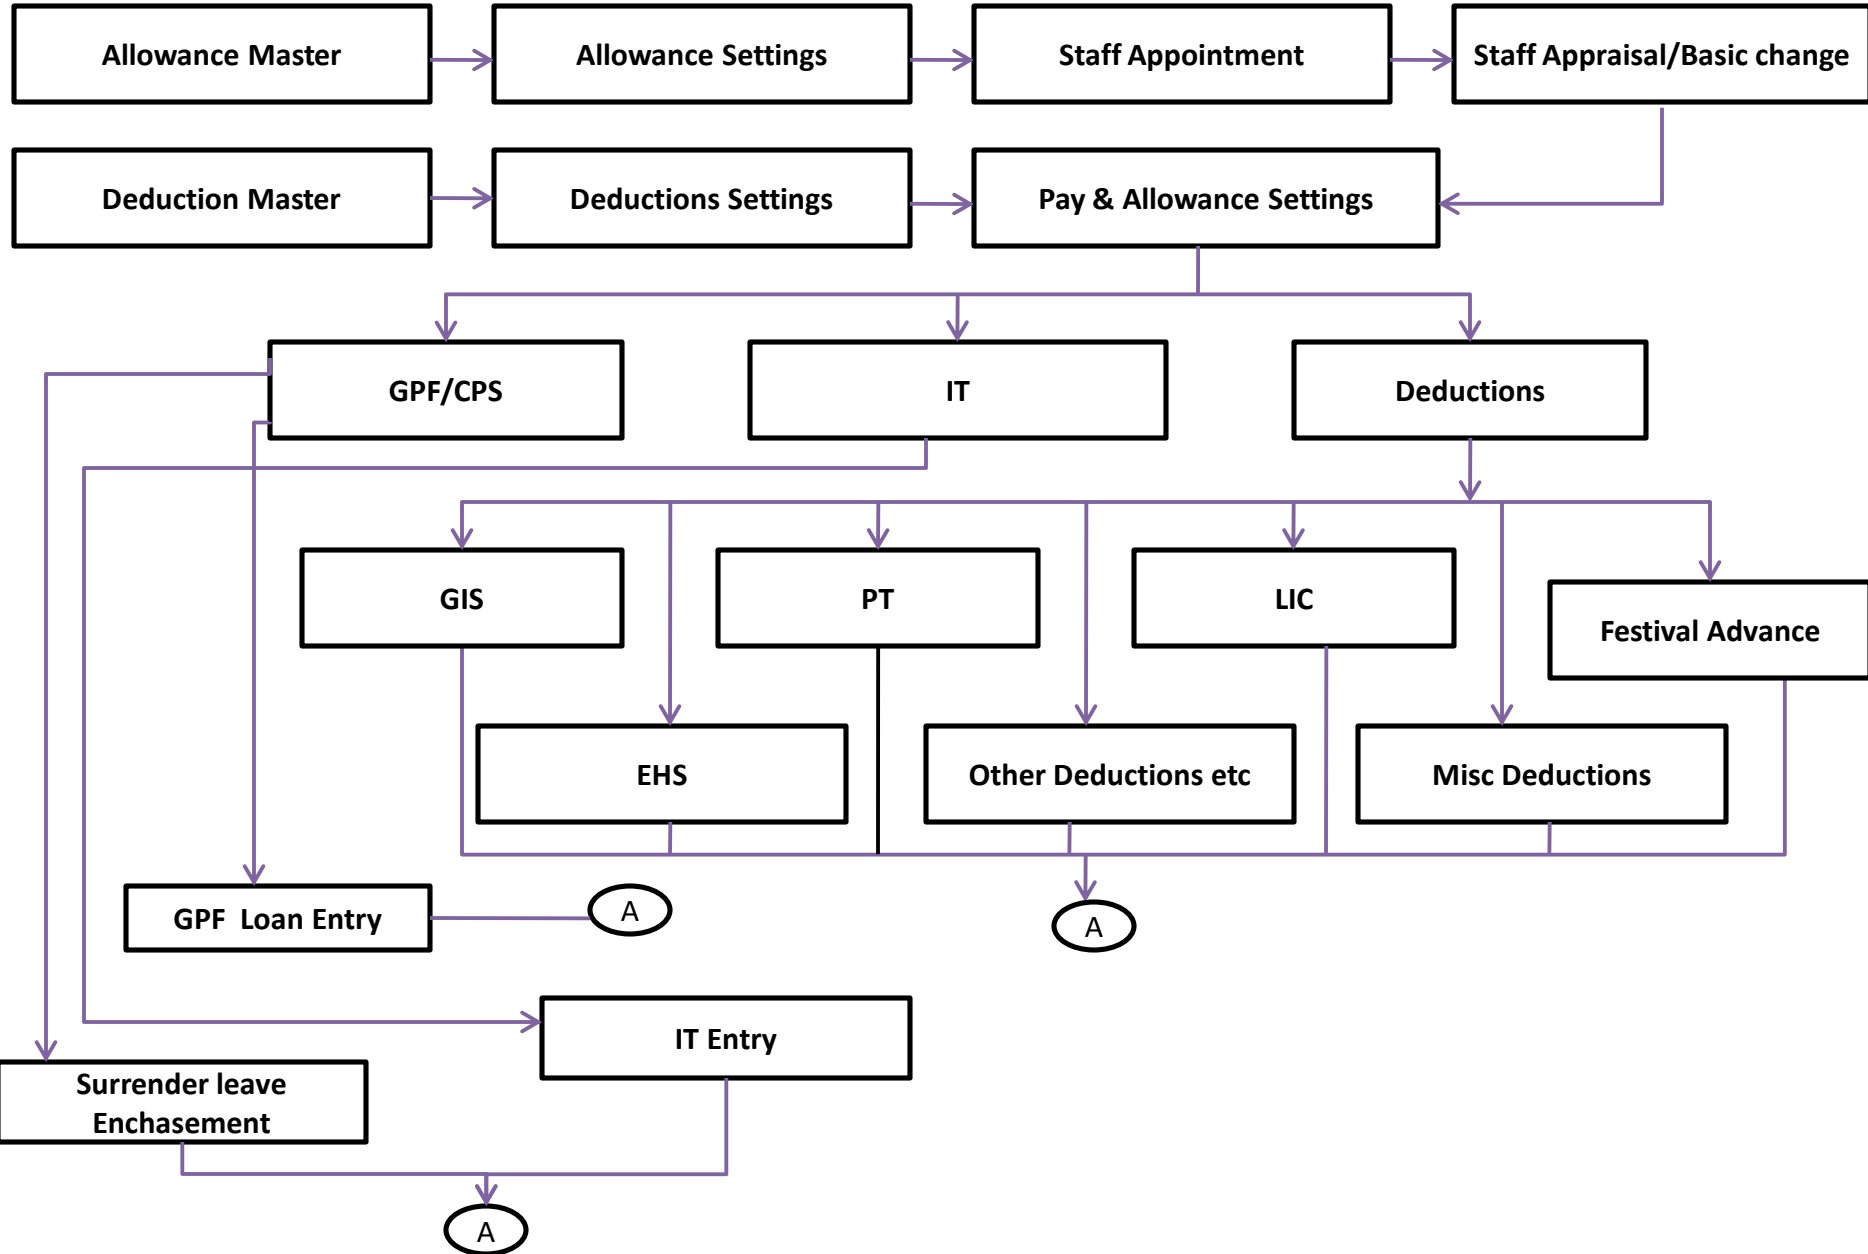 Allowance Master
Allowance Settings
Staff Appointment
Staff Appraisal/Basic change
Deduction Master
Deductions Settings
Pay & Allowance Settings
GPF/CPS
IT
Deductions
GIS
PT
LIC
Festival Advance
EHS
Other Deductions etc
Misc Deductions
GPF  Loan Entry
A
A
IT Entry
Surrender leave
Enchasement
A